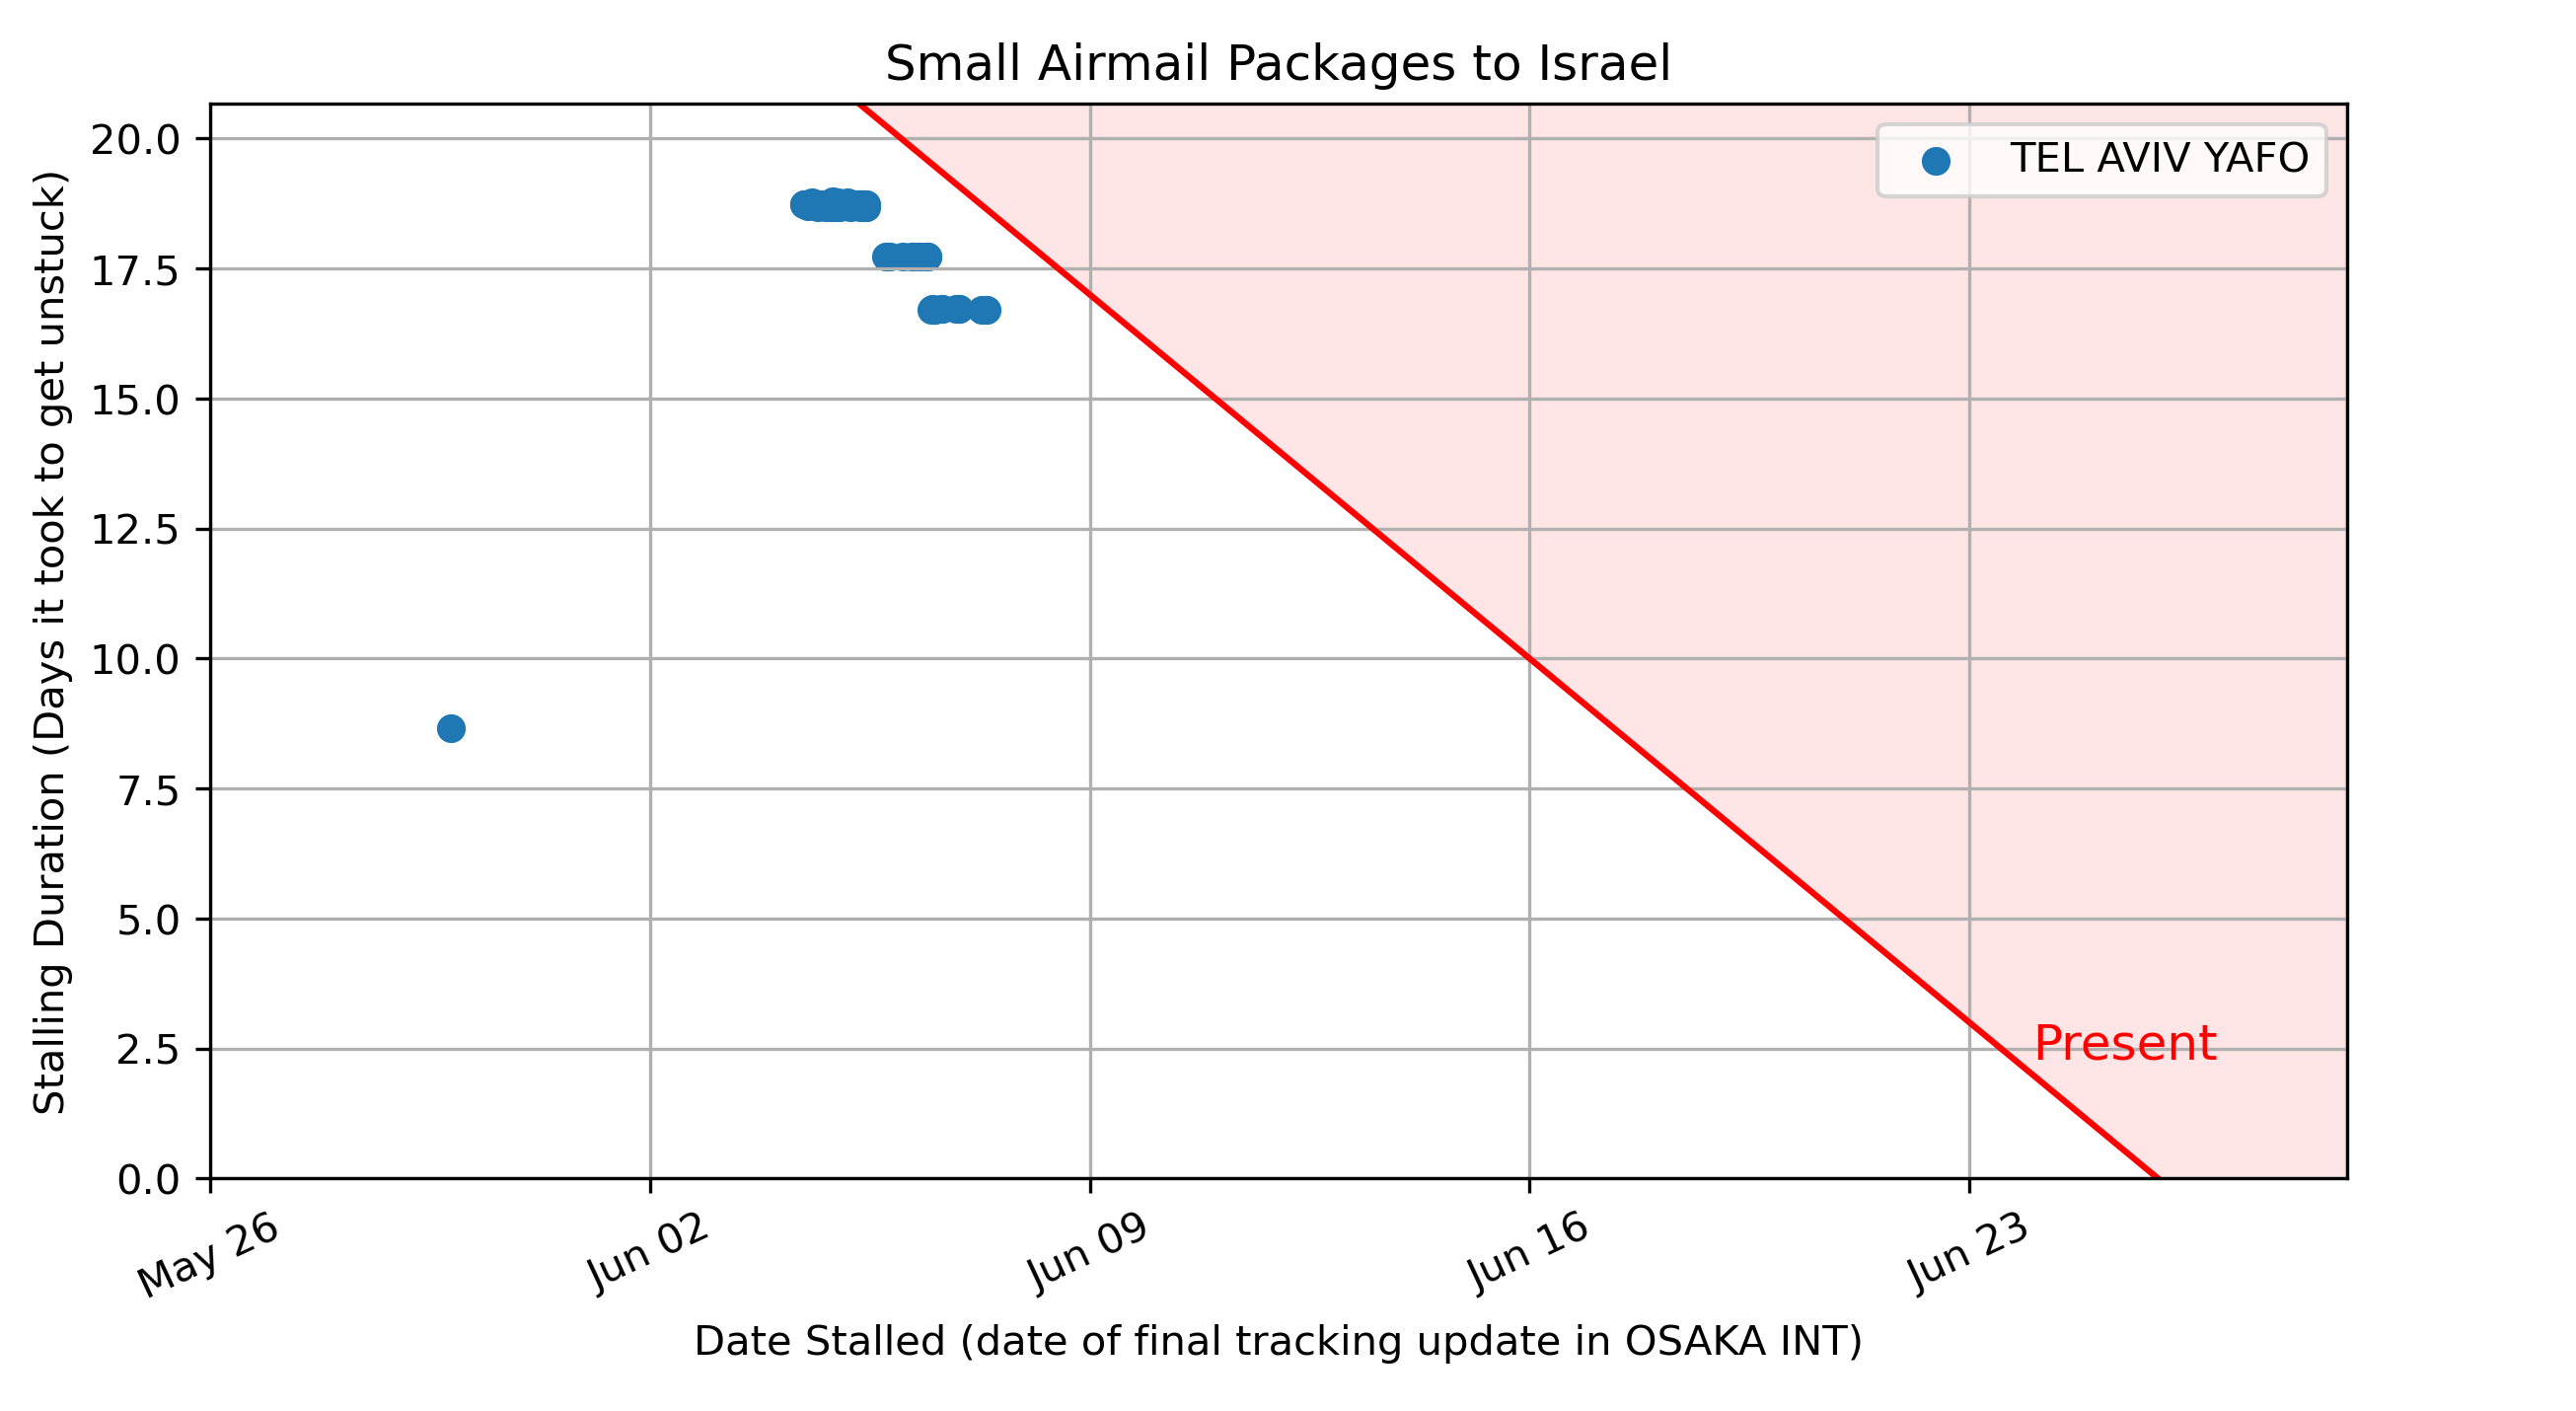 Small Airmail Packages to Israel
TEL AVIV YAFO
Stalling Duration (Days it took to get unstuck)
20.0
17.5
15.0
12.5
10.0
7.5
5.0
2.5
0.0
Present
May 26
Jun 02
Jun 09
Jun 16
Jun 23
Date Stalled (date of final tracking update in OSAKA INT)